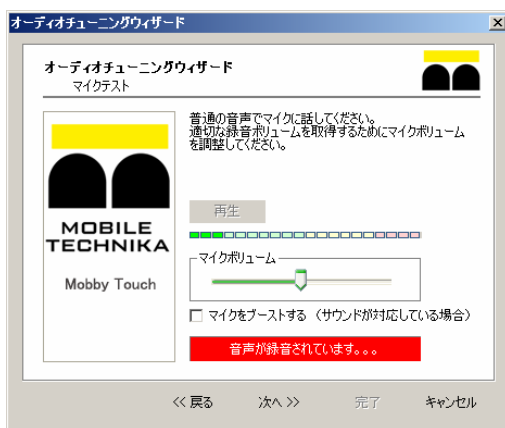 オーディオチューニングウィザード
オーディオチューニングウィザード
マイクテスト
普通の音声でマイクに話してください。
適切な録音ボリュームを取得するためにマイクボリューム
を調整してください。
再生
MOBILE
TECHNIKA
Mobby Touch
マイクボリューム
マイクをブーストする （サウンドが対応している場合）
音声が録音されています。。。
<< 戻る
次へ >>
完了
キャンセル